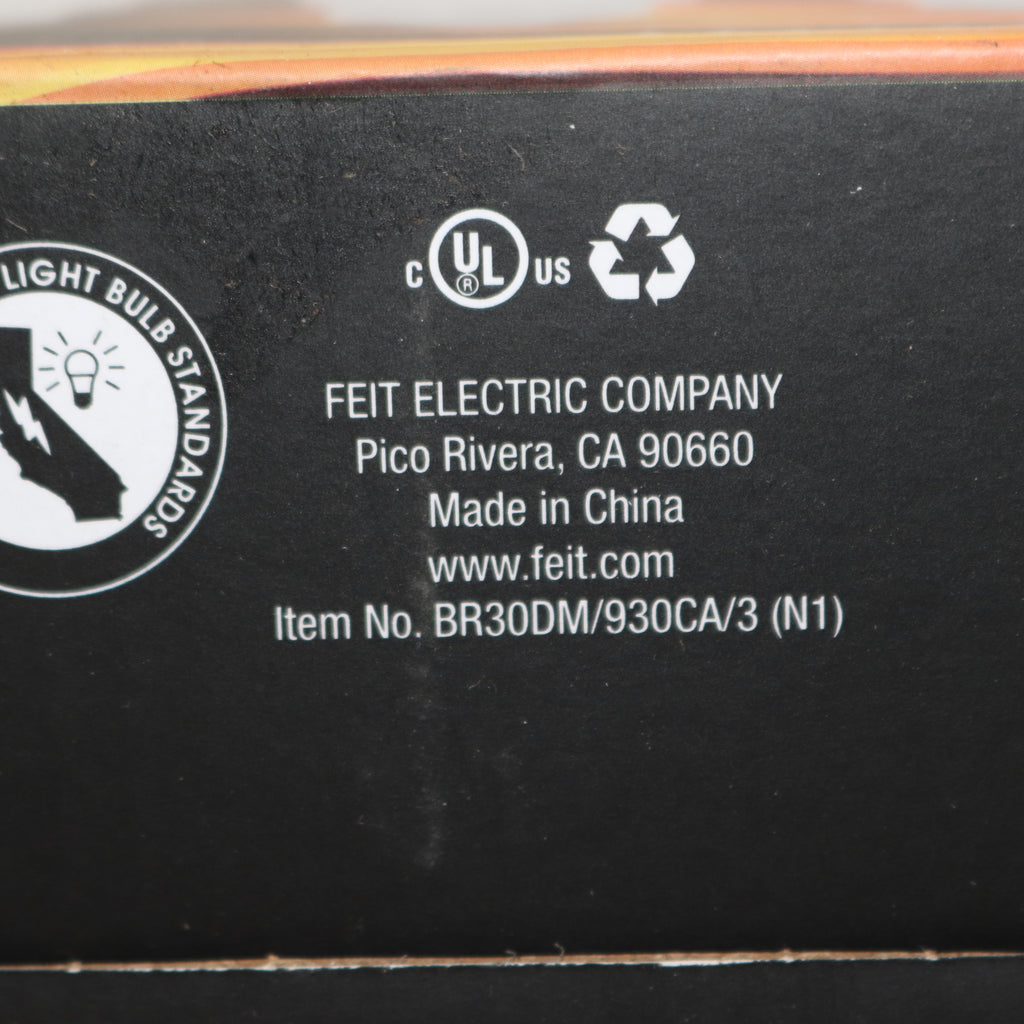 LIGHT BULB STANDARDS
C UL ® US
FEIT ELECTRIC COMPANY
Pico Rivera, CA 90660
Made in China
www.feit.com
Item No. BR30DM/930CA/3 (N1)